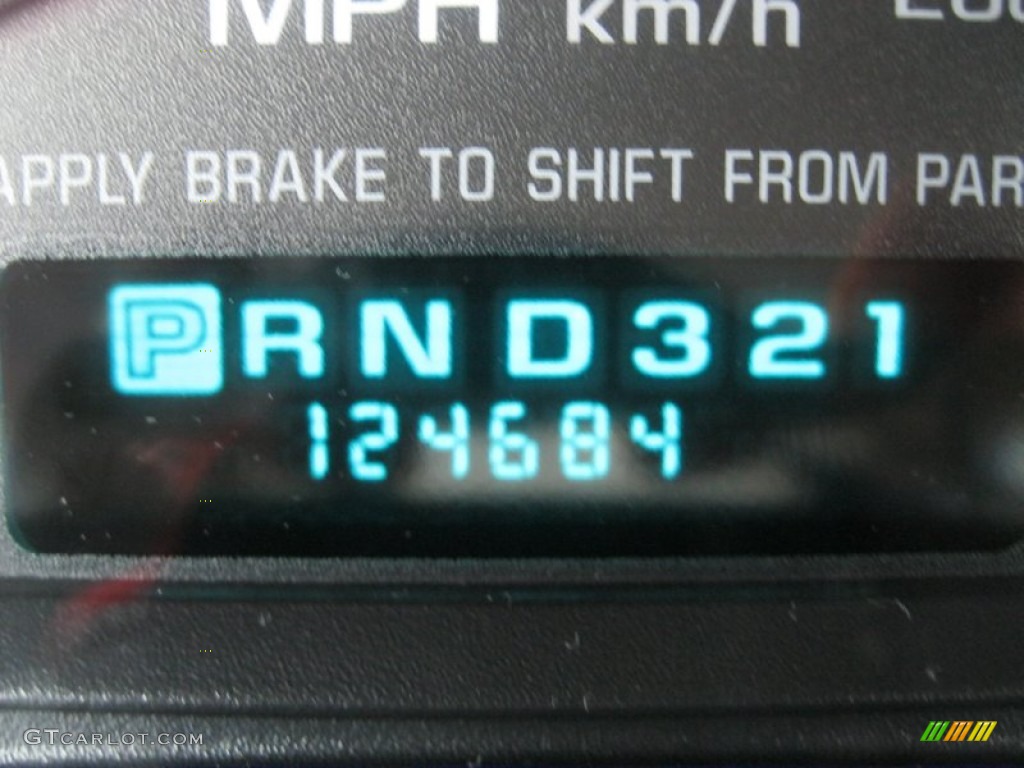 MPH km/h
APPLY BRAKE TO SHIFT FROM PAR
PRND321
124684
GTCARLOT.COM